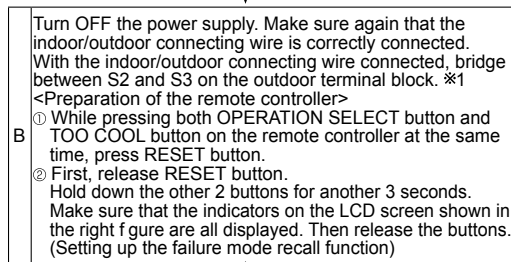 Turn OFF the power supply. Make sure again that the
indoor/outdoor connecting wire is correctly connected.
With the indoor/outdoor connecting wire connected, bridge
between S2 and S3 on the outdoor terminal block. ※1
<Preparation of the remote controller>
① While pressing both OPERATION SELECT button and
B TOO COOL button on the remote controller at the same
time, press RESET button.
② First, release RESET button.
Hold down the other 2 buttons for another 3 seconds.
Make sure that the indicators on the LCD screen shown in
the right f gure are all displayed. Then release the buttons.
(Setting up the failure mode recall function)